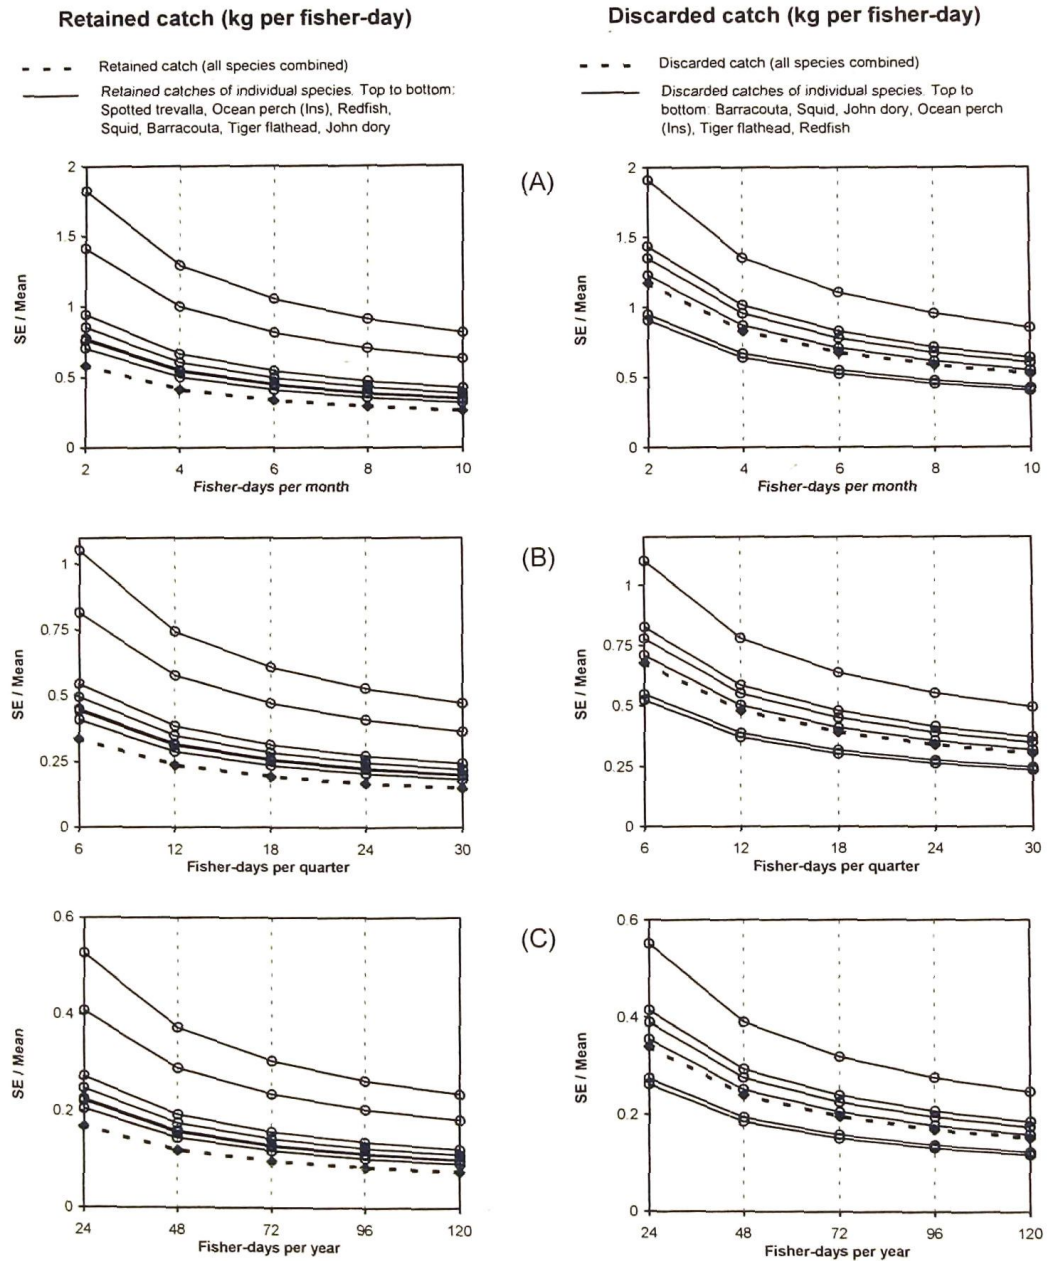 Retained catch (kg per fisher-day)
Retained catch (all species combined)
Retained catches of individual species. Top to bottom:
Spotted trevalla, Ocean perch (Ins), Redfish,
Squid, Barracouta, Tiger flathead, John dory
Discarded catch (kg per fisher-day)
Discarded catch (all species combined)
Discarded catches of individual species. Top to
bottom: Barracouta, Squid, John dory, Ocean perch
(Ins), Tiger flathead, Redfish
(A)
SE / Mean
2
1.5
1
0.5
0
2 4 6 8 10
Fisher-days per month
SE / Mean
2
1.5
1
0.5
0
2 4 6 8 10
Fisher-days per month
(B)
SE / Mean
1
0.75
0.5
0.25
0
6 12 18 24 30
Fisher-days per quarter
SE / Mean
1
0.75
0.5
0.25
0
6 12 18 24 30
Fisher-days per quarter
(C)
SE / Mean
0.6
0.4
0.2
0
24 48 72 96 120
Fisher-days per year
SE / Mean
0.6
0.4
0.2
0
24 48 72 96 120
Fisher-days per year